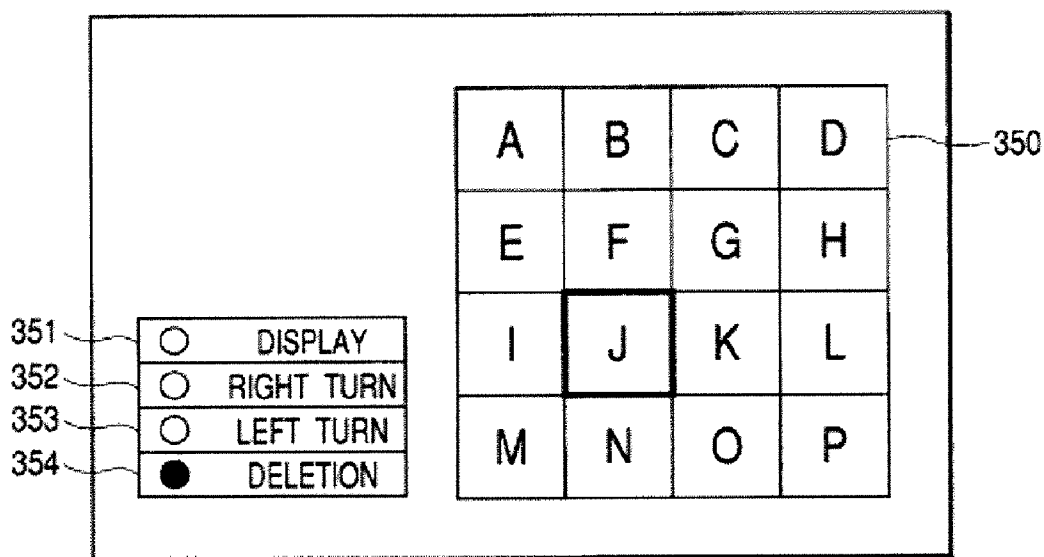 A B C D
350
E F G H
I J K L
M N O P
351
DISPLAY
352
RIGHT TURN
353
LEFT TURN
354
DELETION